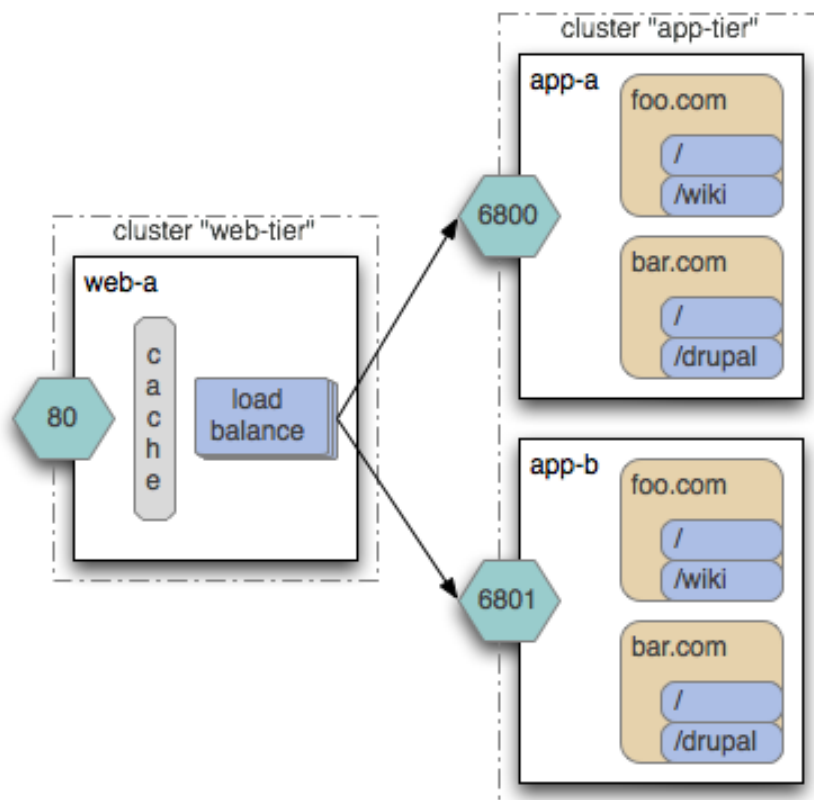 cluster "web-tier"
web-a
80
c
a
c
h
e
load
balance
cluster "app-tier"
app-a
6800
foo.com
/
/wiki
bar.com
/
/drupal
app-b
6801
foo.com
/
/wiki
bar.com
/
/drupal